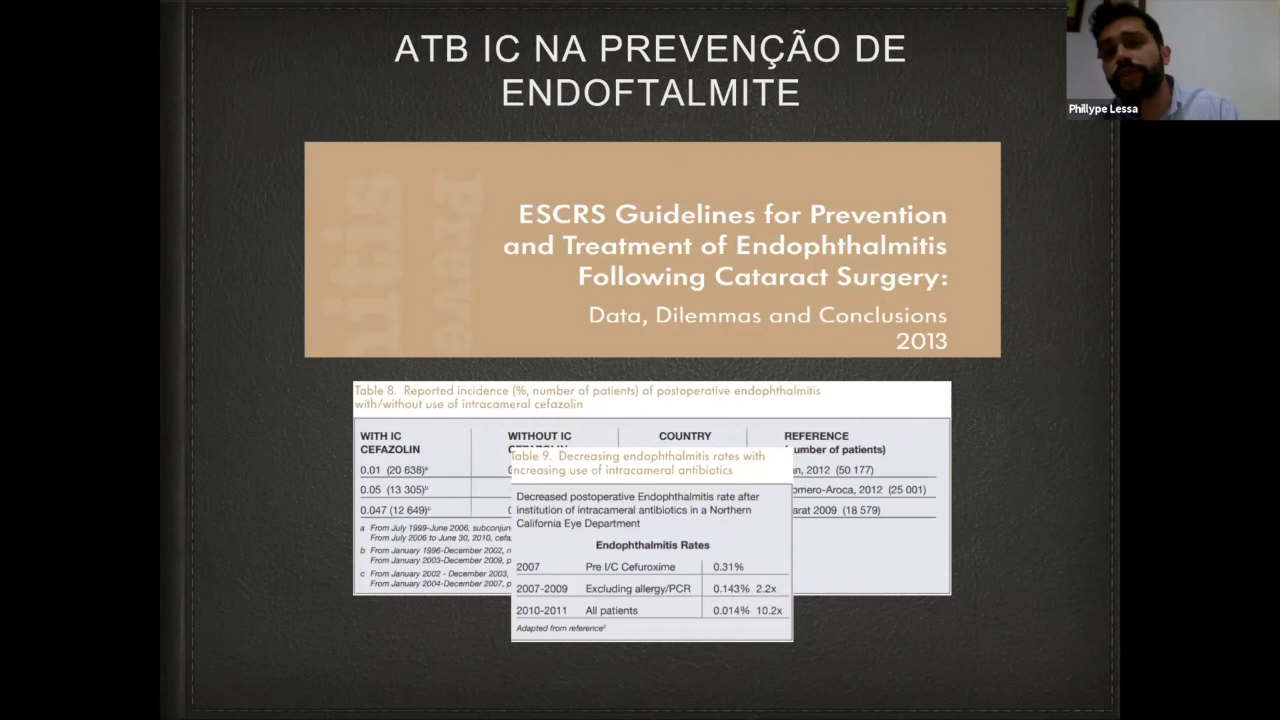 ATB IC NA PREVENÇÃO DE
ENDOFTALMITE
Phillype Lessa
ESCRS Guidelines for Prevention
and Treatment of Endophthalmitis
Following Cataract Surgery:
Data, Dilemmas and Conclusions
2013
Table 8. Reported incidence (%, number of patients) of postoperative endophthalmitis
with/without use of intracameral cefazolin
WITH IC
CEFAZOLIN
WITHOUT IC
COUNTRY
REFERENCE
of patients)
0.01 (20 638)a
2012 (50 177)
0.05 (13 305)b
2012 (25 001)
0.047 (12 649)c
2009 (18 579)
a From July 1999-June 2006,
From July 2006 to June 30, 2010,
b From January 1996-December 2002,
From January 2003-December 2009,
c From January 2002 - December 2003,
From January 2004-December 2007,
Table 9. Decreasing endophthalmitis rates with
increasing use of intracameral antibiotics
Decreased postoperative Endophthalmitis rate after
institution of intracameral antibiotics in a Northern
California Eye Department
Endophthalmitis Rates
2007 Pre I/C Cefuroxime 0.31%
2007-2009 Excluding allergy/PCR 0.143% 2.2x
2010-2011 All patients 0.014% 10.2x
Adapted from reference2